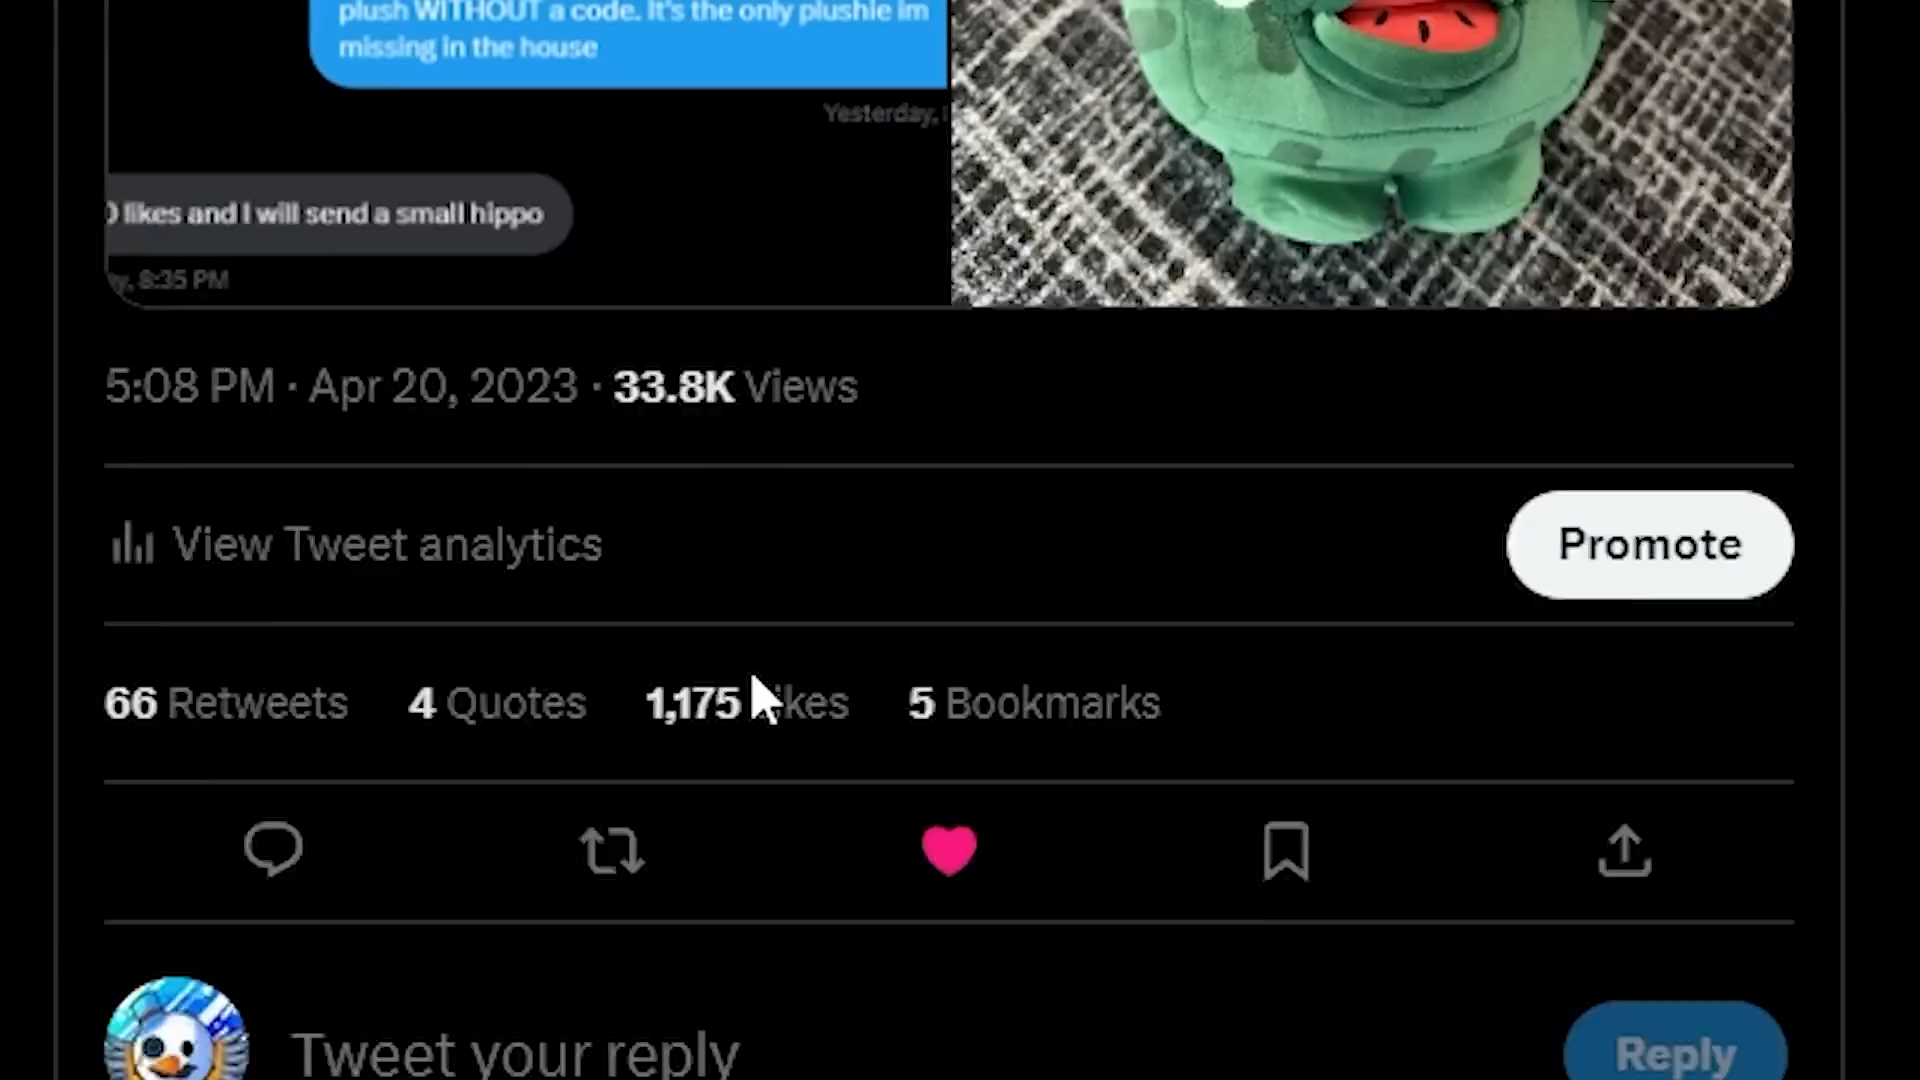 plush WITHOUT a code. It's the only plushie im
missing in the house
Yesterday,
likes and I will send a small hippo
8:35 PM
5:08 PM · Apr 20, 2023 · 33.8K Views
View Tweet analytics
Promote
66 Retweets 4 Quotes 1,175 Likes 5 Bookmarks
Tweet your reply
Reply